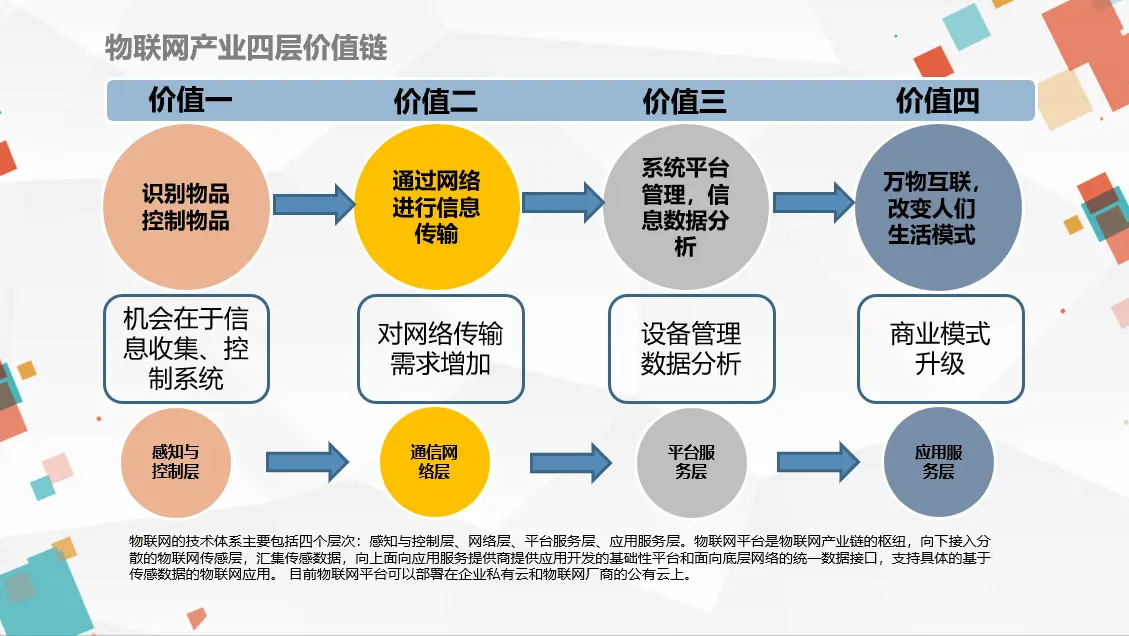 物联网产业四层价值链
价值一
价值二
价值三
价值四
识别物品
控制物品
通过网络
进行信息
传输
系统平台
管理，信
息数据分
析
万物互联，
改变人们
生活模式
机会在于信
息收集、控
制系统
对网络传输
需求增加
设备管理
数据分析
商业模式
升级
感知与
控制层
通信网
络层
平台服
务层
应用服
务层
物联网的技术体系主要包括四个层次：感知与控制层、网络层、平台服务层、应用服务层。物联网平台是物联网产业链的枢纽，向下接入分
散的物联网传感层，汇集传感数据，向上面向应用服务提供商提供应用开发的基础性平台和面向底层网络的统一数据接口，支持具体的基于
传感数据的物联网应用。 目前物联网平台可以部署在企业私有云和物联网厂商的公有云上。